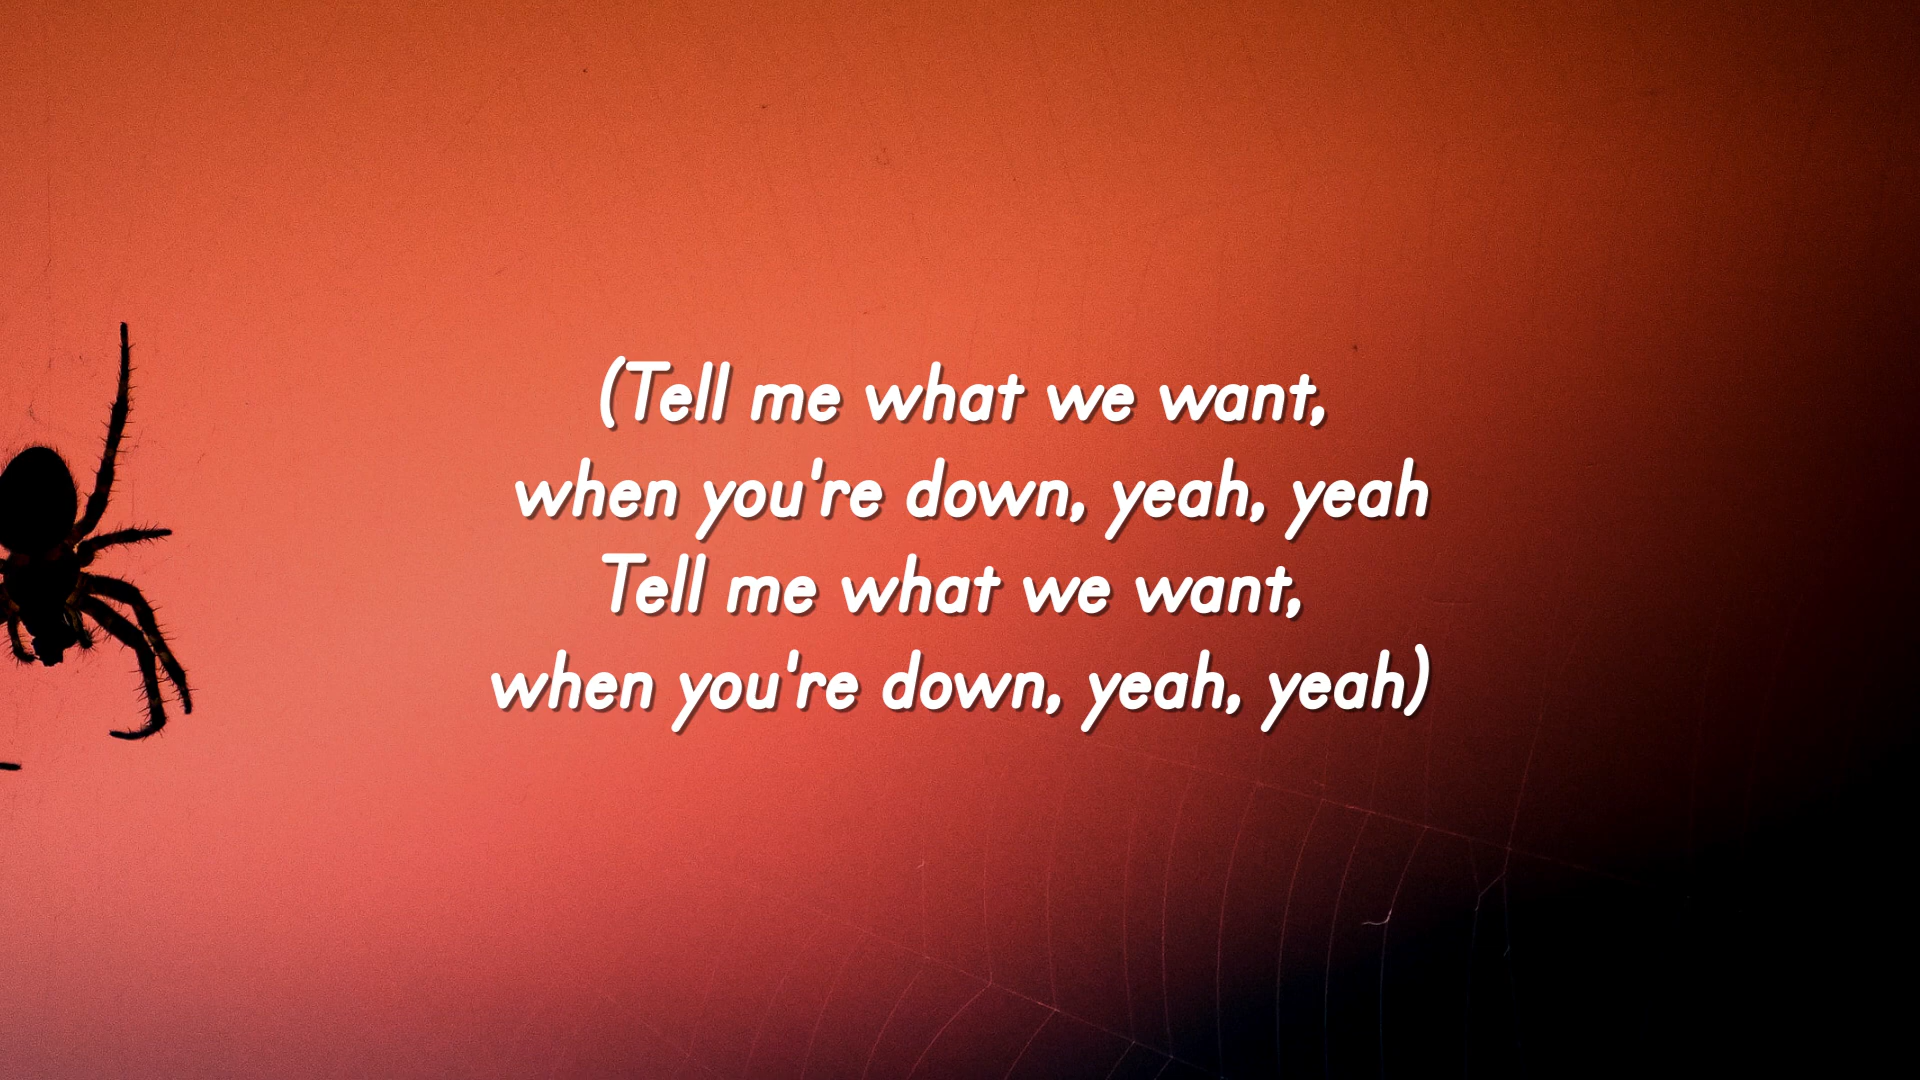 (Tell me what we want,
when you're down, yeah, yeah
Tell me what we want,
when you're down, yeah, yeah)